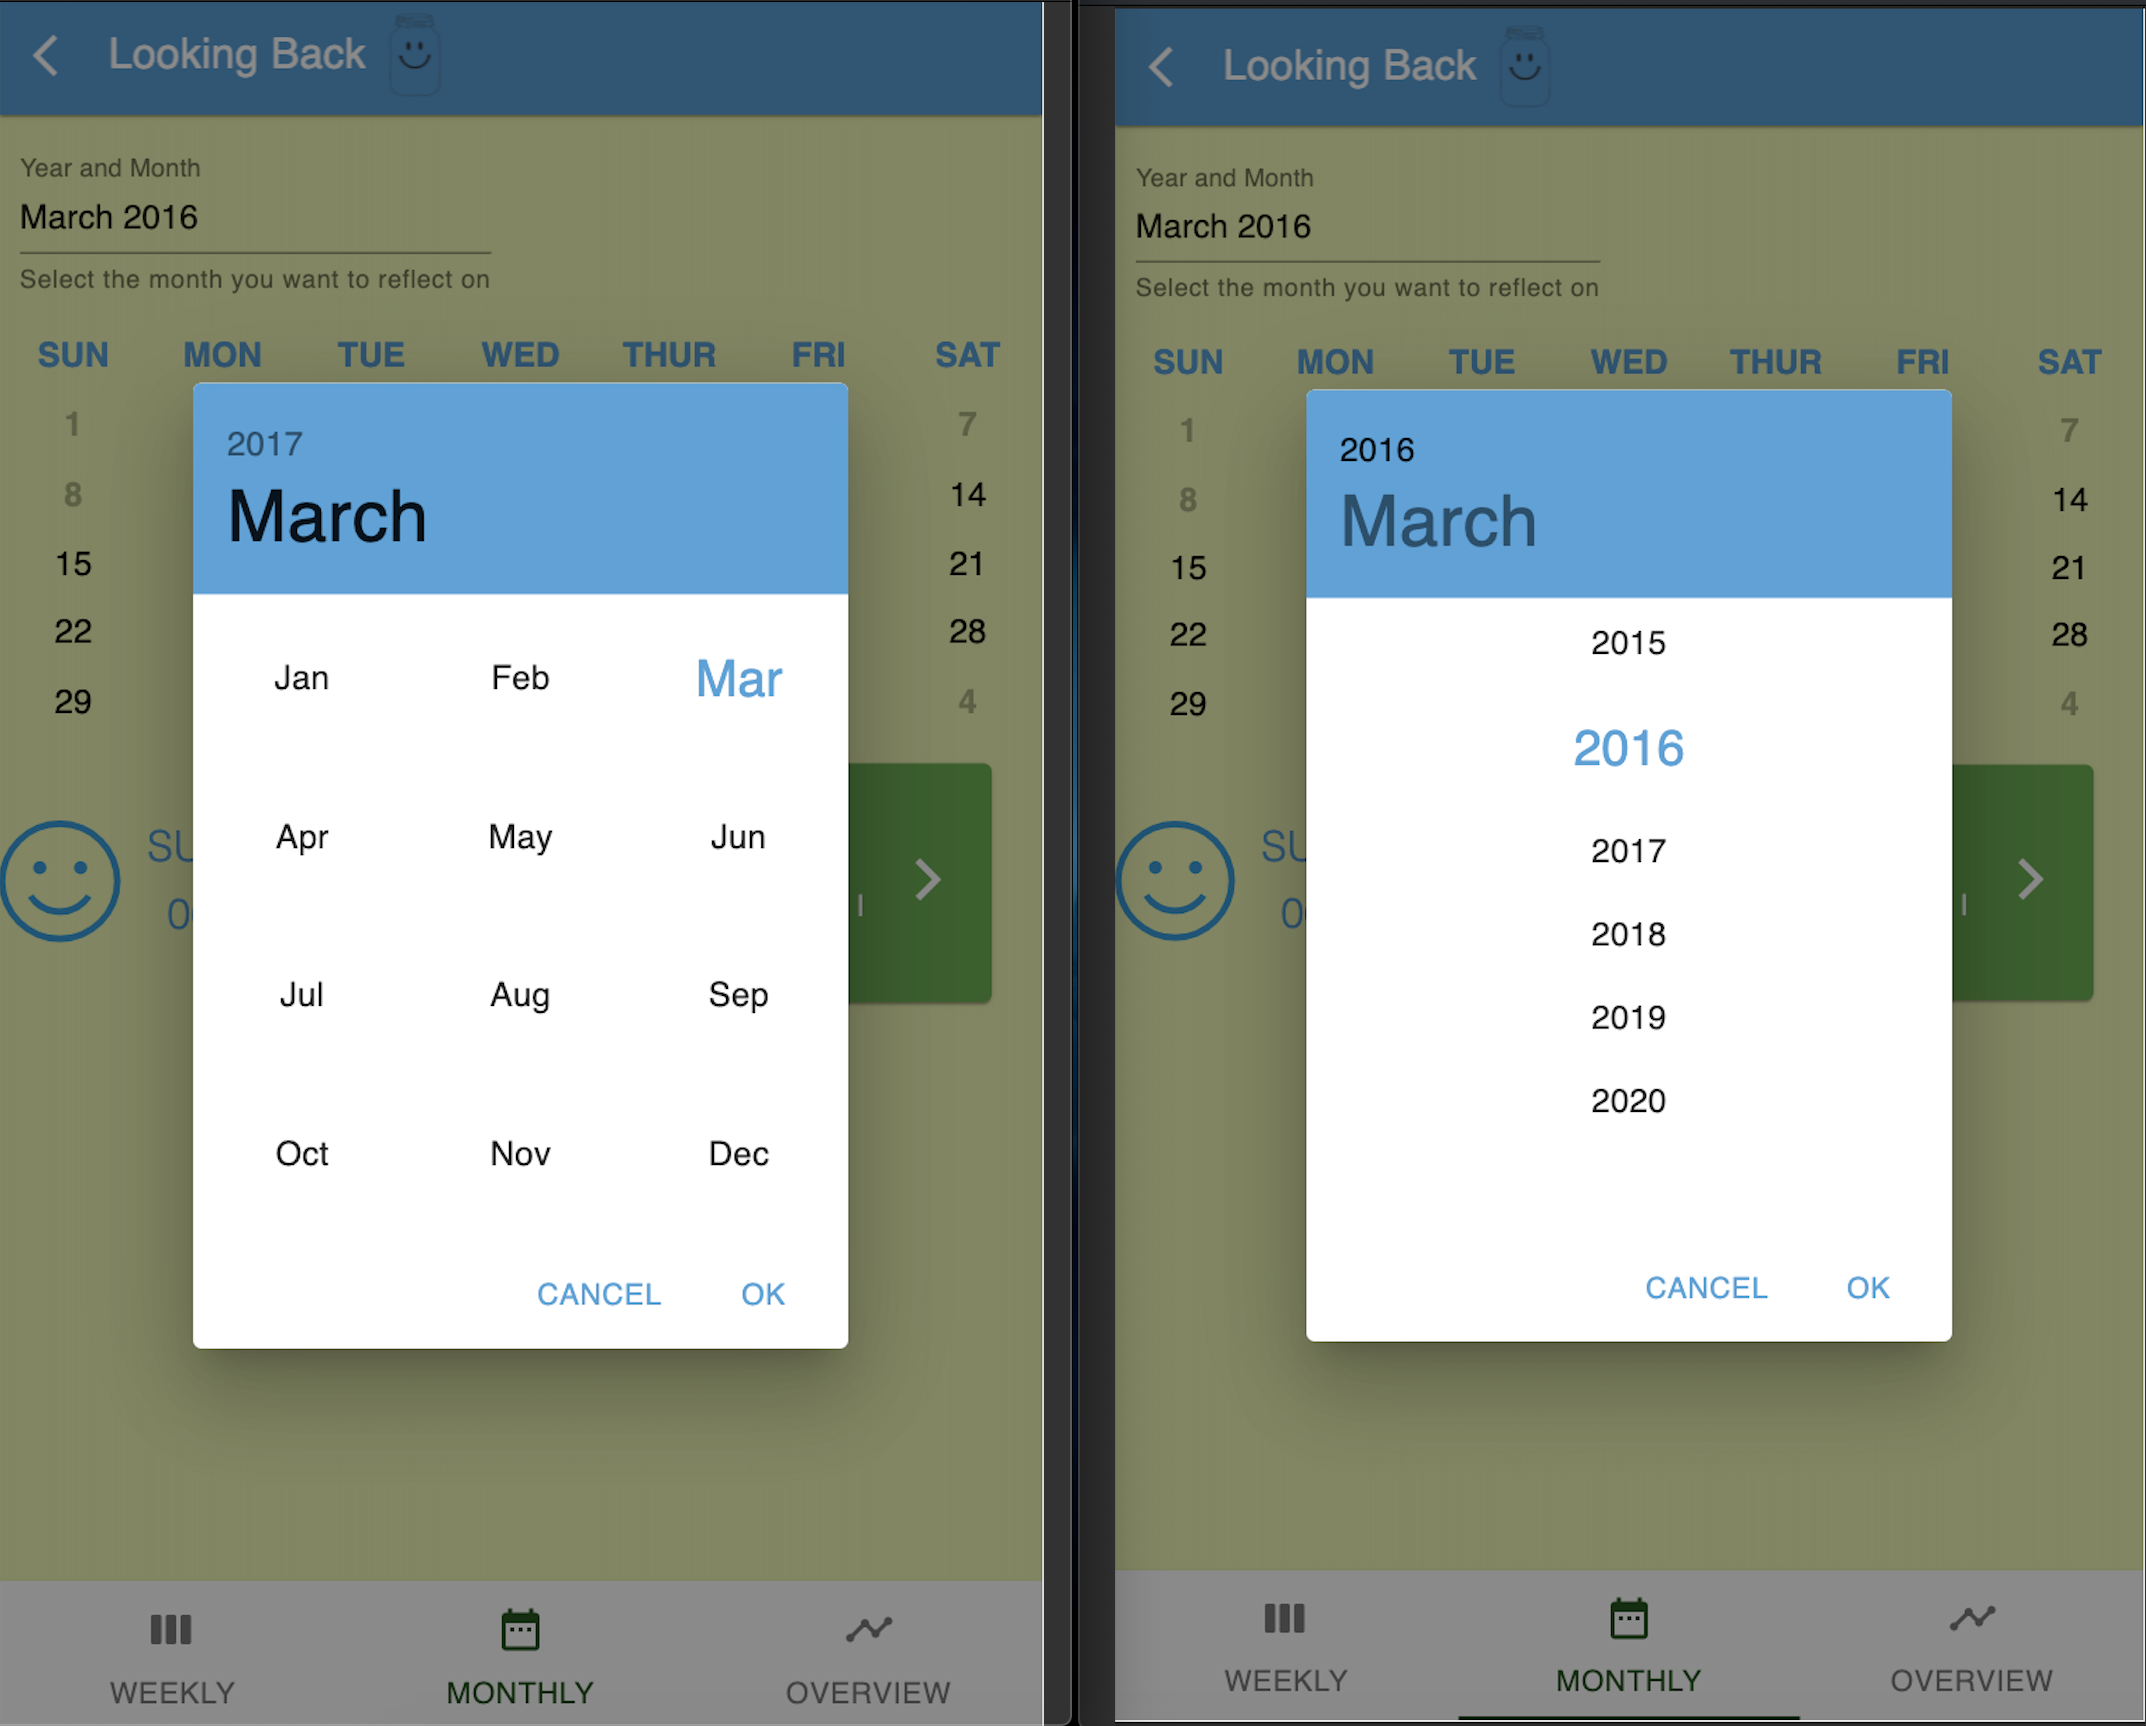 Looking Back
Year and Month
March 2016
Select the month you want to reflect on
SUN MON TUE WED THUR FRI SAT
1 7
8 14
15 21
22 28
29 4
2017
March
Jan Feb Mar
Apr May Jun
Jul Aug Sep
Oct Nov Dec
CANCEL OK
WEEKLY MONTHLY OVERVIEW
Looking Back
Year and Month
March 2016
Select the month you want to reflect on
SUN MON TUE WED THUR FRI SAT
1 7
8 14
15 21
22 28
29 4
2016
March
2015
2016
2017
2018
2019
2020
CANCEL OK
WEEKLY MONTHLY OVERVIEW